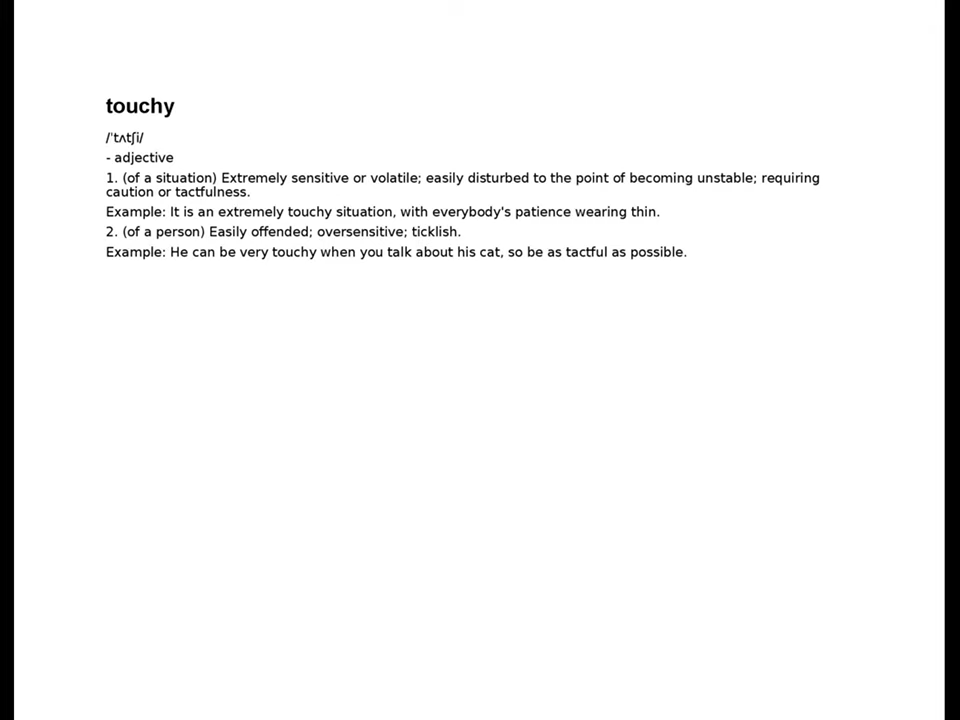 touchy
/ˈtʌtʃi/
- adjective
1. (of a situation) Extremely sensitive or volatile; easily disturbed to the point of becoming unstable; requiring
caution or tactfulness.
Example: It is an extremely touchy situation, with everybody's patience wearing thin.
2. (of a person) Easily offended; oversensitive; ticklish.
Example: He can be very touchy when you talk about his cat, so be as tactful as possible.